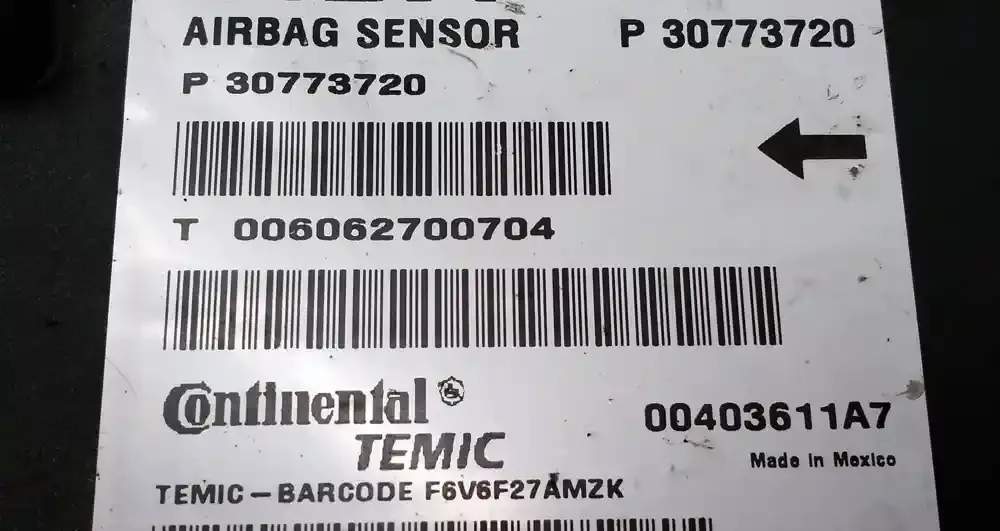 AIRBAG SENSOR P 30773720
P 30773720
T 006062700704
Continental
TEMIC
00403611A7
Made in Mexico
TEMIC-BARCODE F6V6F27AMZK